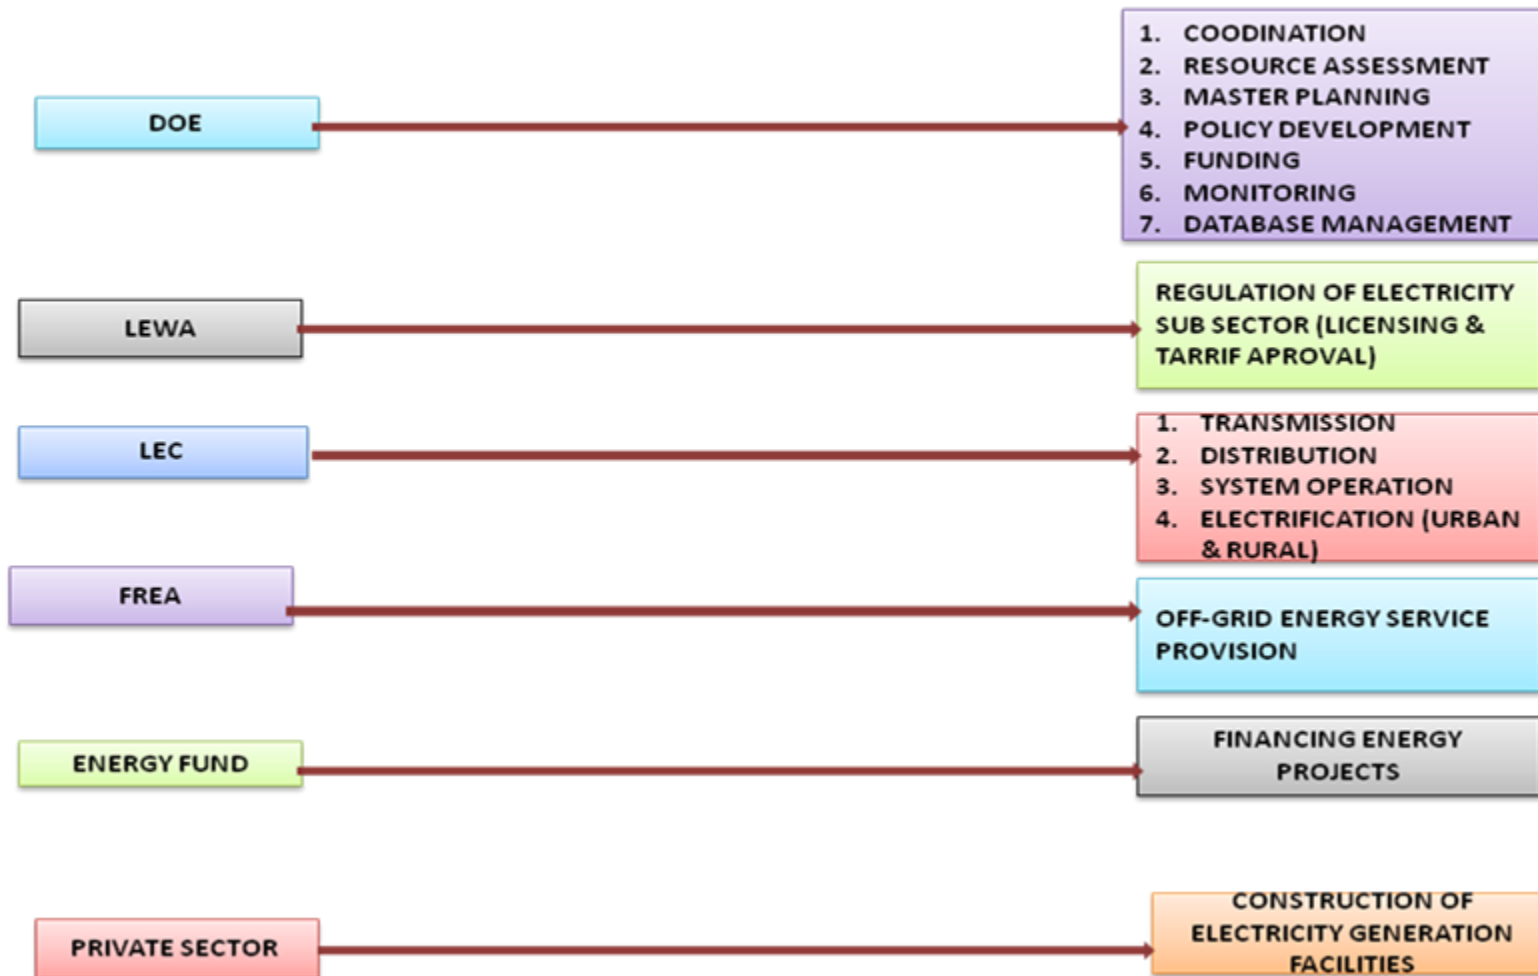 DOE
1. COODINATION
2. RESOURCE ASSESSMENT
3. MASTER PLANNING
4. POLICY DEVELOPMENT
5. FUNDING
6. MONITORING
7. DATABASE MANAGEMENT
LEWA
REGULATION OF ELECTRICITY
SUB SECTOR (LICENSING &
TARRIF APROVAL)
LEC
1. TRANSMISSION
2. DISTRIBUTION
3. SYSTEM OPERATION
4. ELECTRIFICATION (URBAN
& RURAL)
FREA
OFF-GRID ENERGY SERVICE
PROVISION
ENERGY FUND
FINANCING ENERGY
PROJECTS
PRIVATE SECTOR
CONSTRUCTION OF
ELECTRICITY GENERATION
FACILITIES